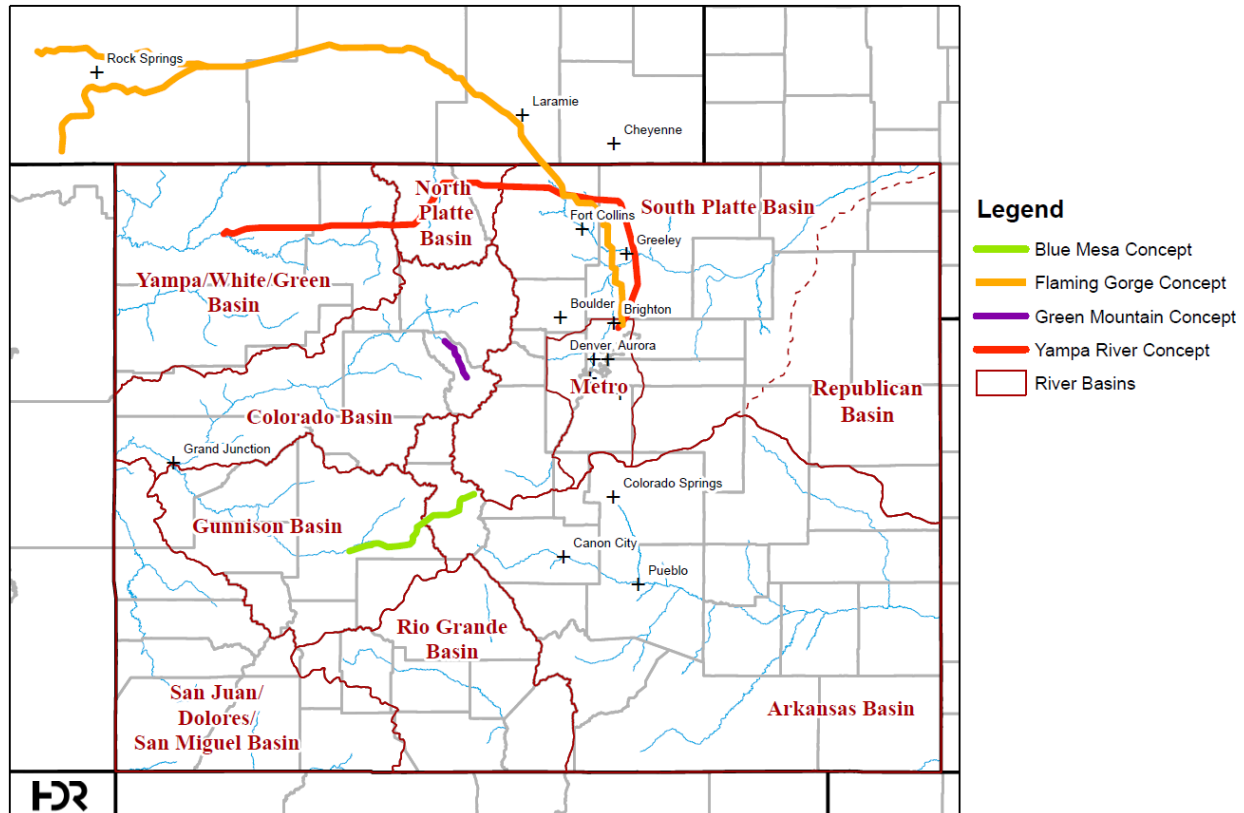 Rock Springs
Laramie
Cheyenne
North
Platte
Basin
South Platte Basin
Fort Collins
Greeley
Yampa/White/Green
Basin
Boulder
Brighton
Denver
Aurora
Metro
Republican
Basin
Colorado Basin
Grand Junction
Colorado Springs
Gunnison Basin
Canon City
Pueblo
Rio Grande
Basin
San Juan/
Dolores/
San Miguel Basin
Arkansas Basin
HDR
Legend
Blue Mesa Concept
Flaming Gorge Concept
Green Mountain Concept
Yampa River Concept
River Basins